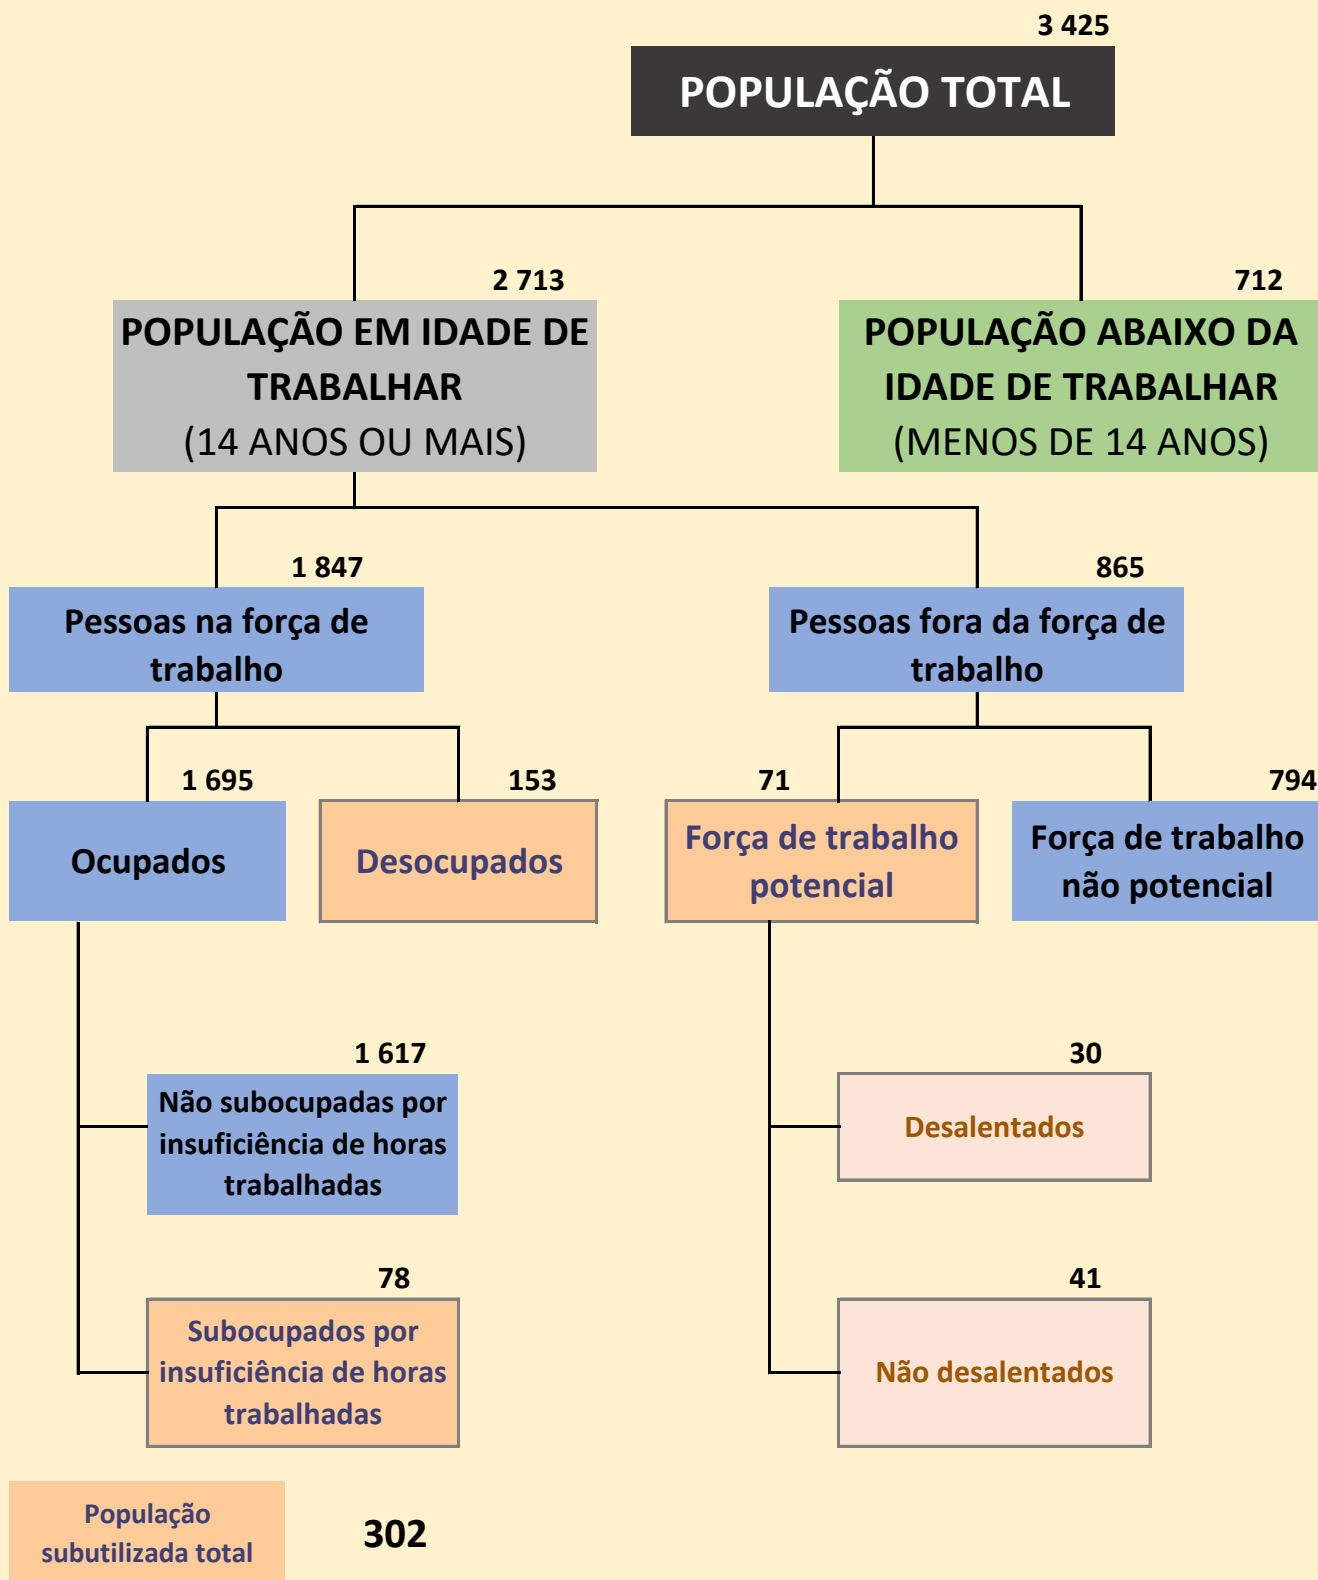 3 425
POPULAÇÃO TOTAL
2 713
POPULAÇÃO EM IDADE DE
TRABALHAR
(14 ANOS OU MAIS)
712
POPULAÇÃO ABAIXO DA
IDADE DE TRABALHAR
(MENOS DE 14 ANOS)
1 847
Pessoas na força de
trabalho
865
Pessoas fora da força de
trabalho
1 695
Ocupados
153
Desocupados
71
Força de trabalho
potencial
794
Força de trabalho
não potencial
1 617
Não subocupadas por
insuficiência de horas
trabalhadas
30
Desalentados
78
Subocupados por
insuficiência de horas
trabalhadas
41
Não desalentados
População
subutilizada total
302